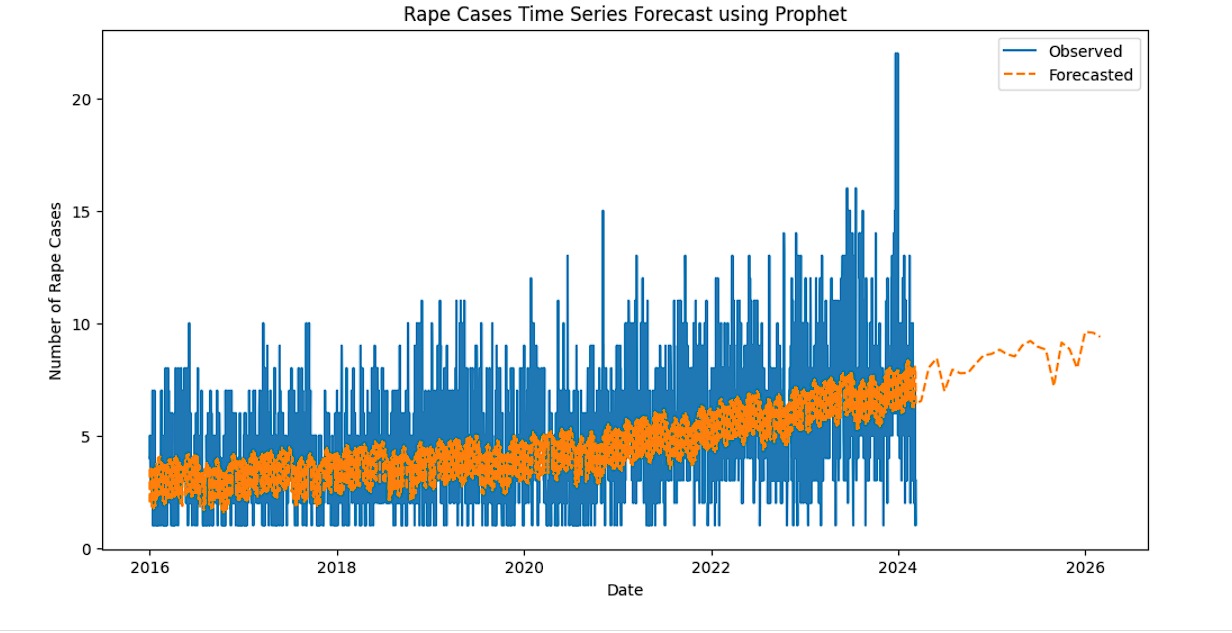 Rape Cases Time Series Forecast using Prophet
Observed
Forecasted
20
15
10
5
0
Number of Rape Cases
2016 2018 2020 2022 2024 2026
Date